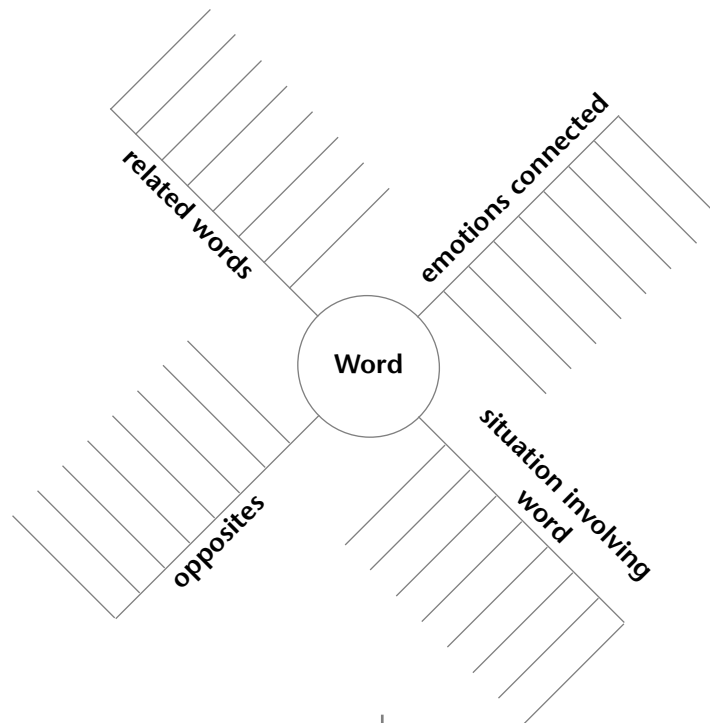 related words
emotions connected
Word
opposites
situation involving
word